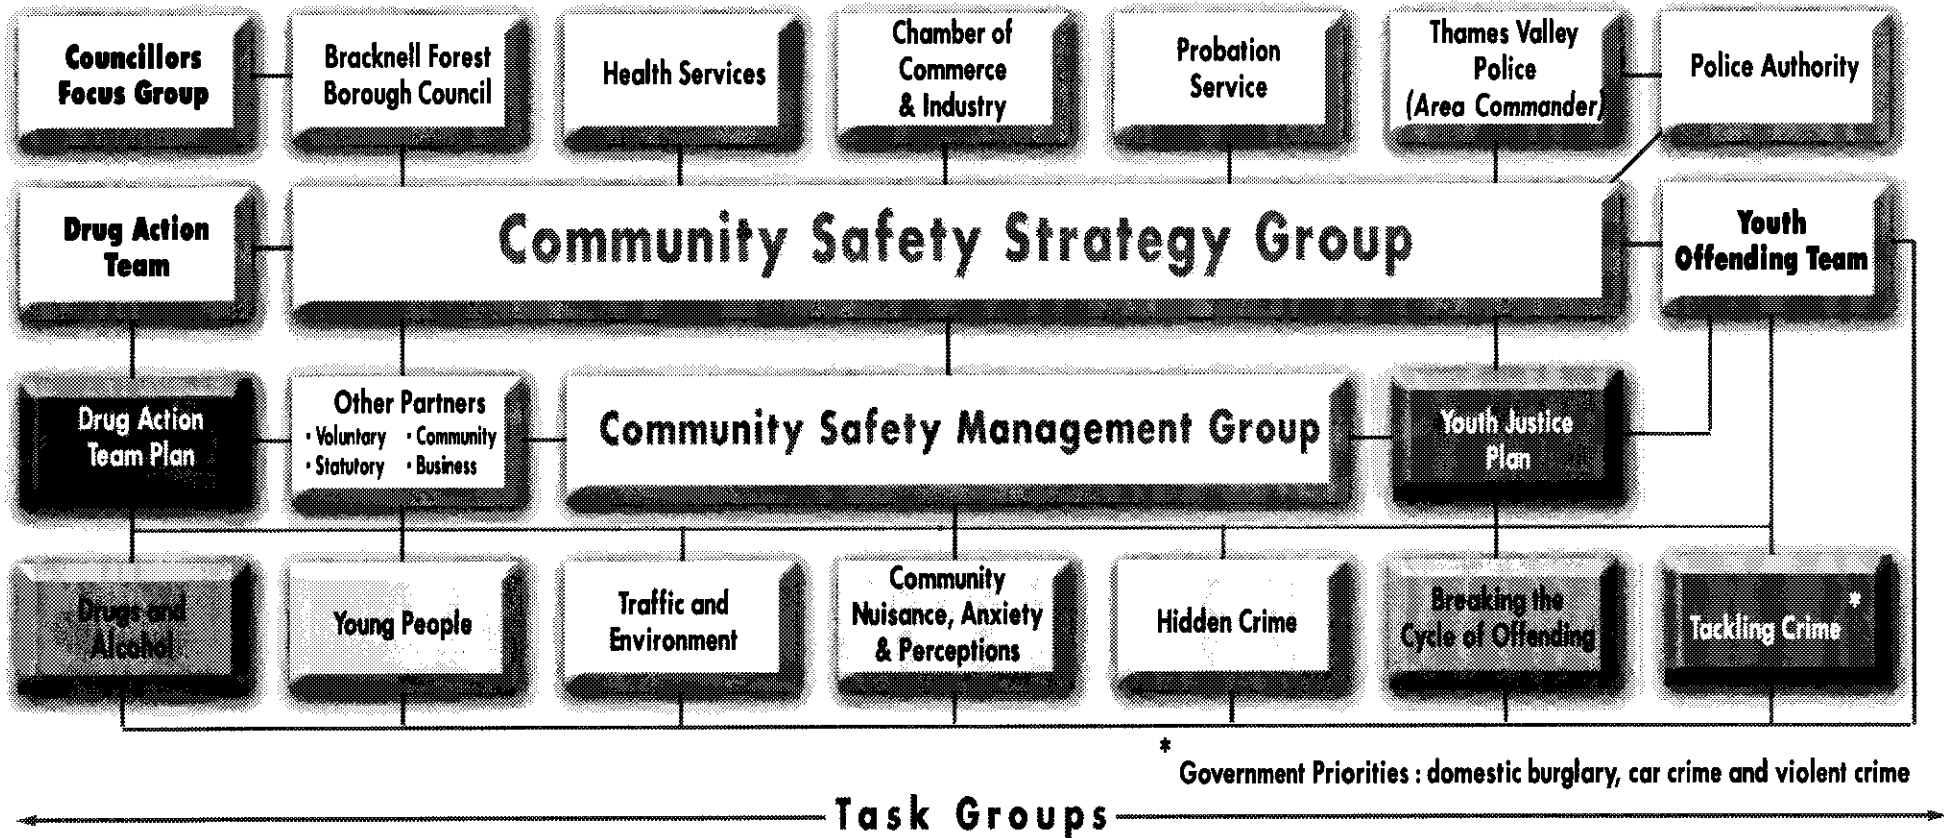 Councillors
Focus Group
Bracknell Forest
Borough Council
Health Services
Chamber of
Commerce
& Industry
Probation
Service
Thames Valley
Police
(Area Commander)
Police Authority
Drug Action
Team
Community Safety Strategy Group
Youth
Offending Team
Drug Action
Team Plan
Other Partners
· Voluntary · Community
· Statutory · Business
Community Safety Management Group
Youth Justice
Plan
Drugs and
Alcohol
Young People
Traffic and
Environment
Community
Nuisance, Anxiety
& Perceptions
Hidden Crime
Breaking the
Cycle of Offending
Tackling Crime *
* Government Priorities : domestic burglary, car crime and violent crime
Task Groups